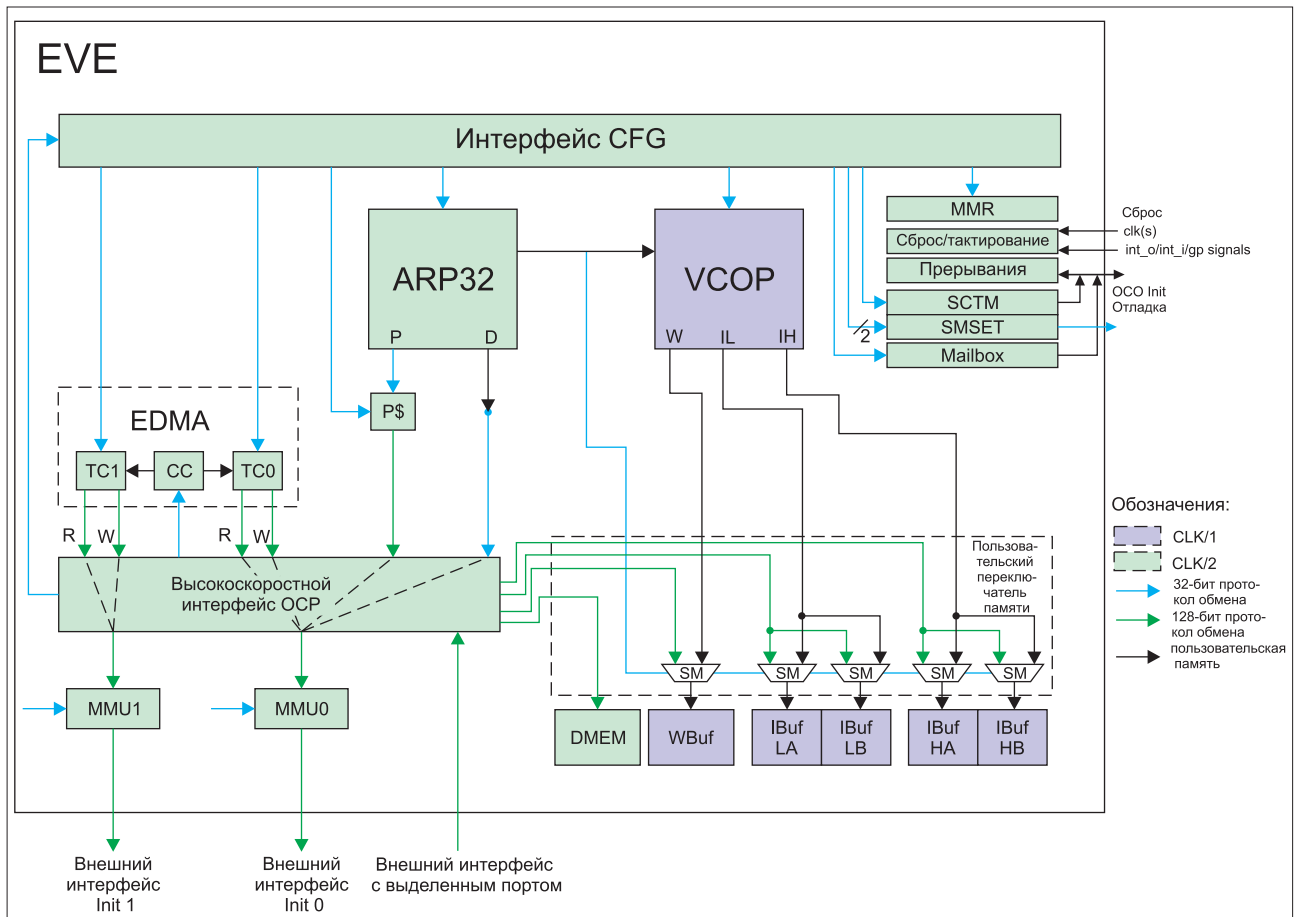 EVE
Интерфейс CFG
ARP32
P
D
VCOP
W
IL
IH
MMR
Сброс/тактирование
Прерывания
SCTM
SMSET
Mailbox
2
Сброс
clk(s)
int_o/int_i/gp signals
OCO Init
Отладка
EDMA
TC1
CC
TC0
P$
R
W
R
W
Высокоскоростной
интерфейс OCP
Пользова-
тельский
переклю-
чатель
памяти
SM
SM
SM
SM
SM
MMU1
MMU0
DMEM
WBuf
IBuf
LA
IBuf
LB
IBuf
HA
IBuf
HB
Обозначения:
CLK/1
CLK/2
32-бит прото-
кол обмена
128-бит прото-
кол обмена
пользовательская
память
Внешний
интерфейс
Init 1
Внешний
интерфейс
Init 0
Внешний интерфейс
с выделенным портом